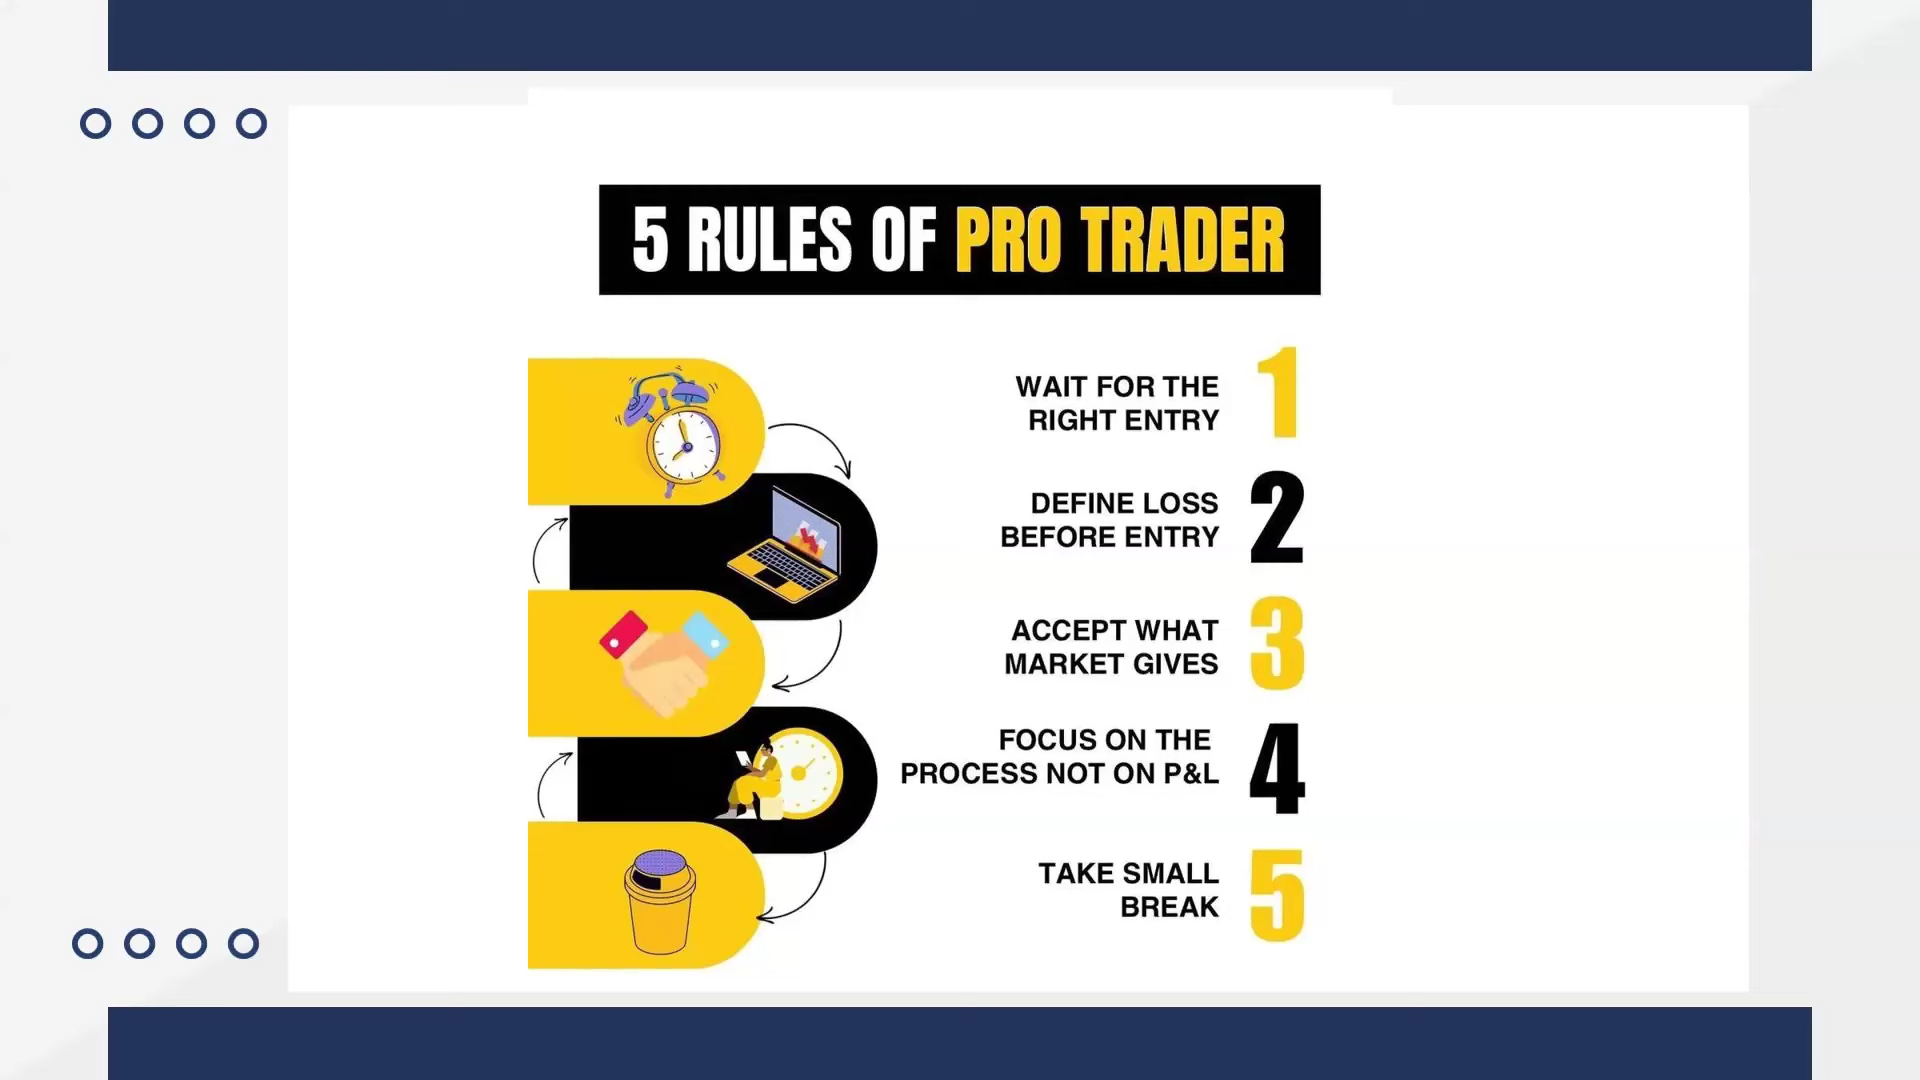 5 RULES OF PRO TRADER
WAIT FOR THE
RIGHT ENTRY
1
DEFINE LOSS
BEFORE ENTRY
2
ACCEPT WHAT
MARKET GIVES
3
FOCUS ON THE
PROCESS NOT ON P&L
4
TAKE SMALL
BREAK
5